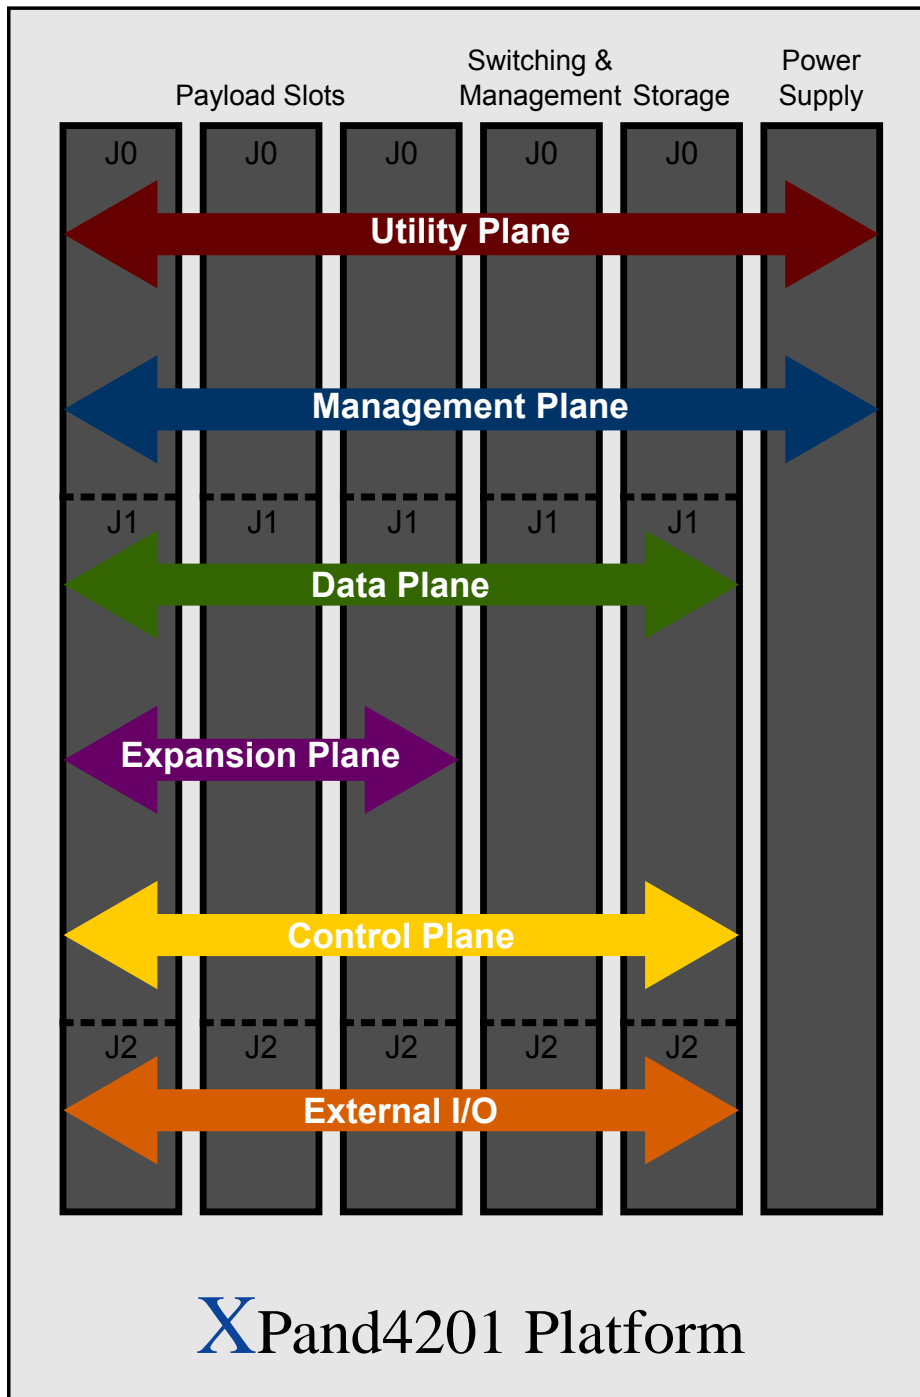 Payload Slots
Switching &
Management
Storage
Power
Supply
J0 J0 J0 J0 J0
Utility Plane
Management Plane
J1 J1 J1 J1 J1
Data Plane
Expansion Plane
Control Plane
J2 J2 J2 J2 J2
External I/O
XPand4201 Platform